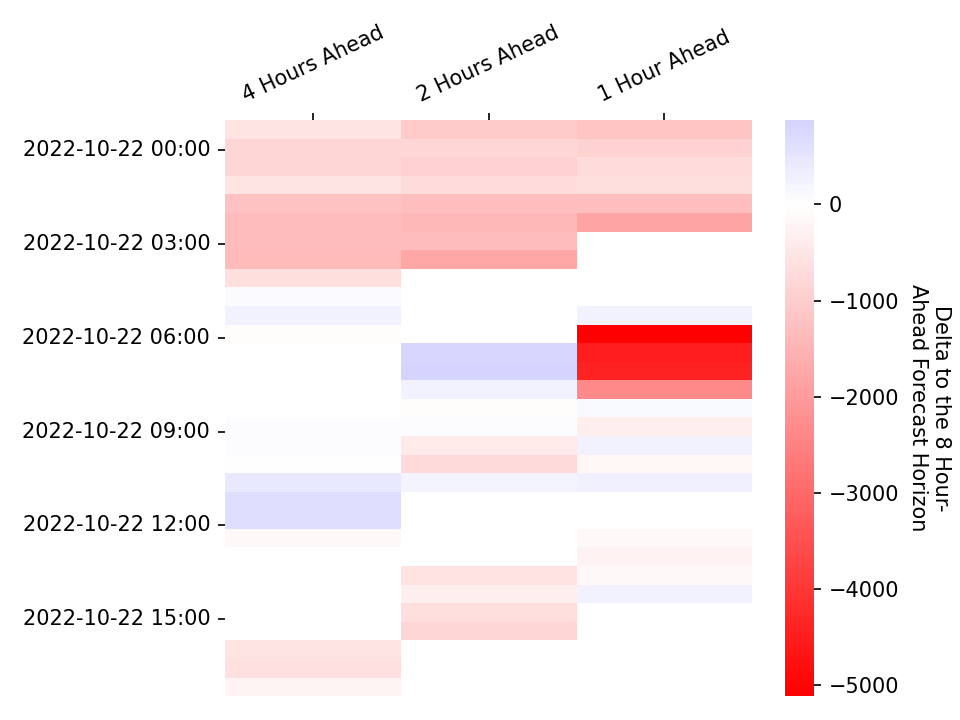 4 Hours Ahead
2 Hours Ahead
1 Hour Ahead
2022-10-22 00:00
2022-10-22 03:00
2022-10-22 06:00
2022-10-22 09:00
2022-10-22 12:00
2022-10-22 15:00
0
−1000
−2000
−3000
−4000
−5000
Delta to the 8 Hour-
Ahead Forecast Horizon